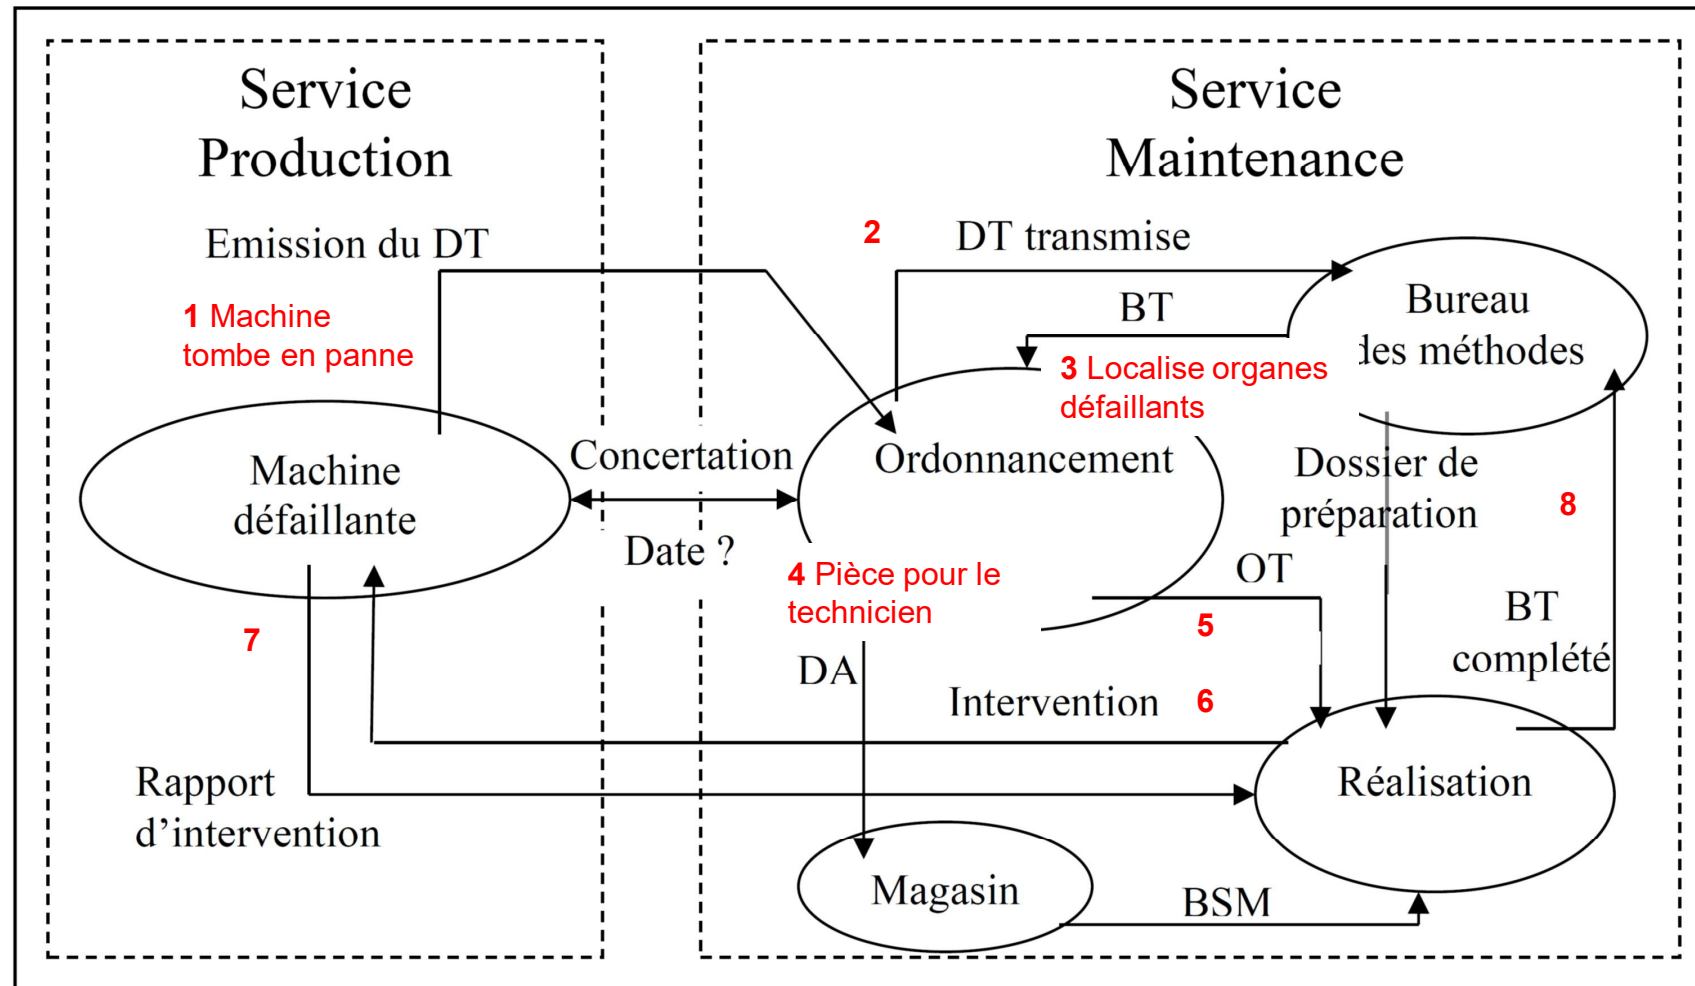 Service
Production
Service
Maintenance
Emission du DT
2
DT transmise
1 Machine
tombe en panne
BT
Bureau
des méthodes
3 Localise organes
défaillants
Machine
défaillante
Concertation
Date ?
Ordonnancement
Dossier de
préparation
8
4 Pièce pour le
technicien
OT
5
BT
complété
7
DA
Intervention
6
Rapport
d’intervention
Réalisation
Magasin
BSM